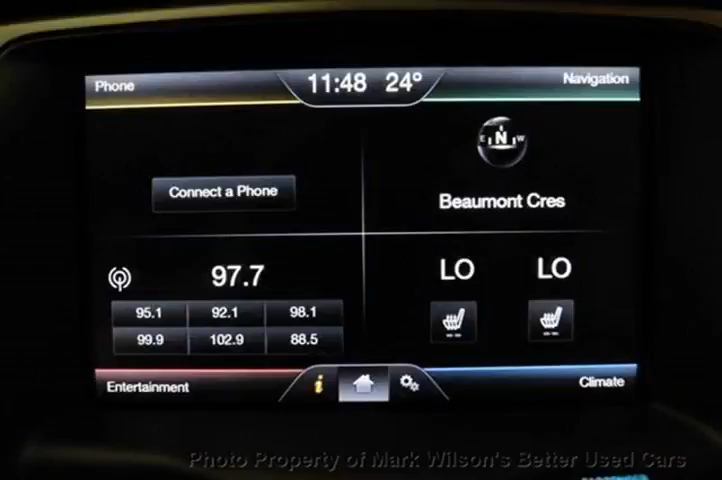 Phone 11:48 24° Navigation
E N W
Connect a Phone
Beaumont Cres
97.7
LO LO
95.1 92.1 98.1
99.9 102.9 88.5
Entertainment i Climate
Photo Property of Mark Wilson's Better Used Cars